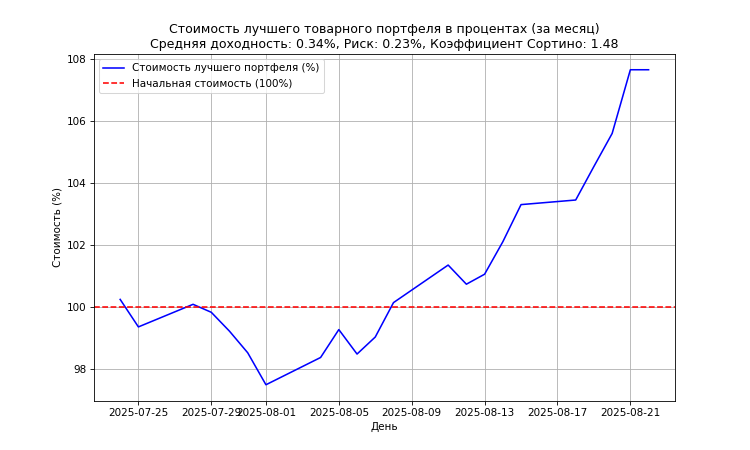 Стоимость лучшего товарного портфеля в процентах (за месяц)
Средняя доходность: 0.34%, Риск: 0.23%, Коэффициент Сортино: 1.48
Стоимость лучшего портфеля (%)
Начальная стоимость (100%)
Стоимость (%)
108
106
104
102
100
98
2025-07-25
2025-07-29
2025-08-01
2025-08-05
2025-08-09
2025-08-13
2025-08-17
2025-08-21
День